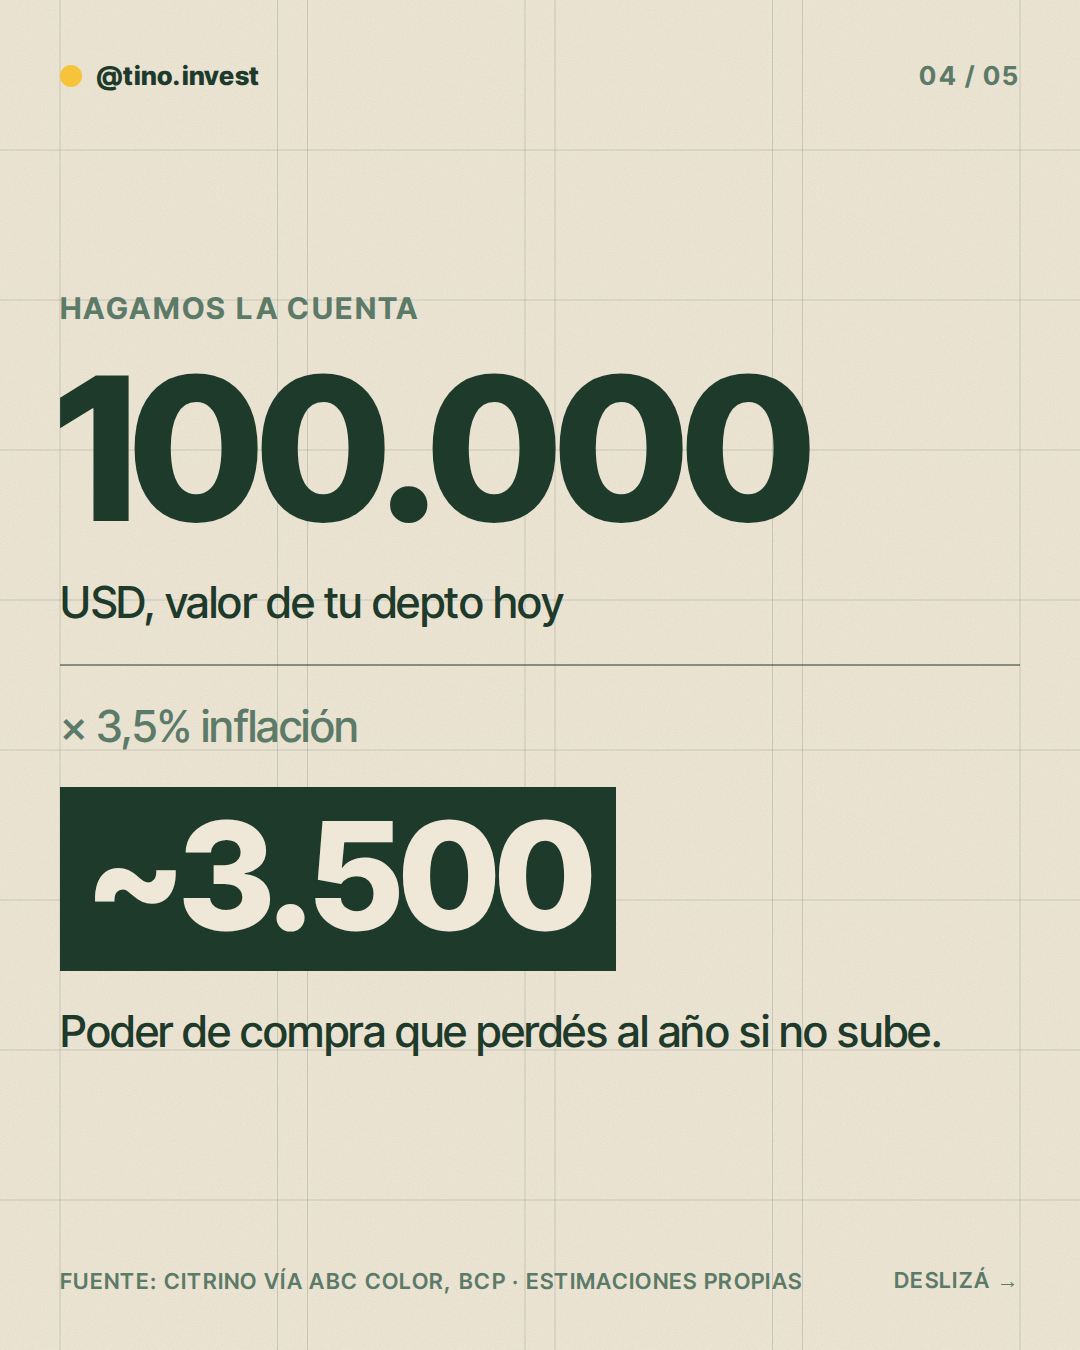 @tino.invest
04 / 05
HAGAMOS LA CUENTA
100.000
USD, valor de tu depto hoy
× 3,5% inflación
~3.500
Poder de compra que perdés al año si no sube.
FUENTE: CITRINO VÍA ABC COLOR, BCP · ESTIMACIONES PROPIAS
DESLIZÁ →